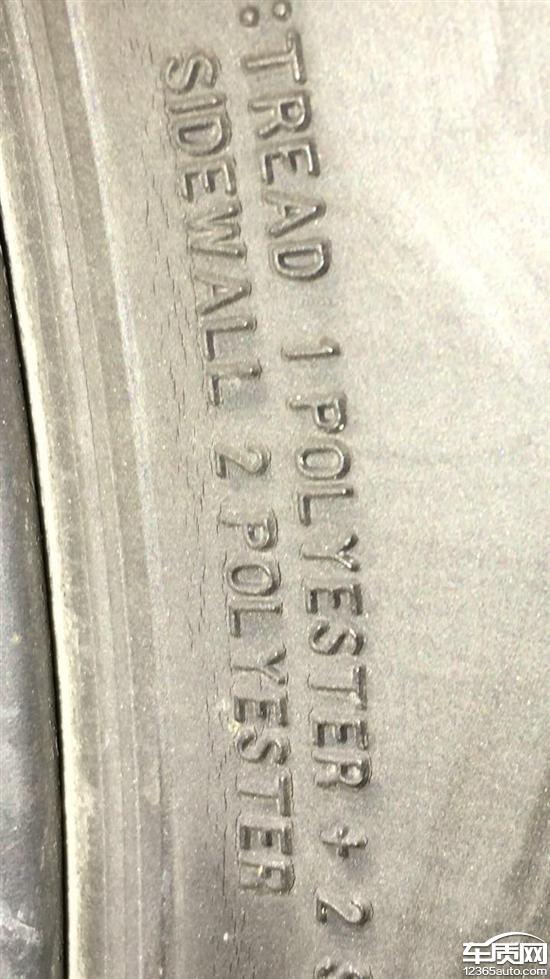 :TREAD 1 POLYESTER + 2 S
SIDEWALL 2 POLYESTER
车质网
12365auto.com